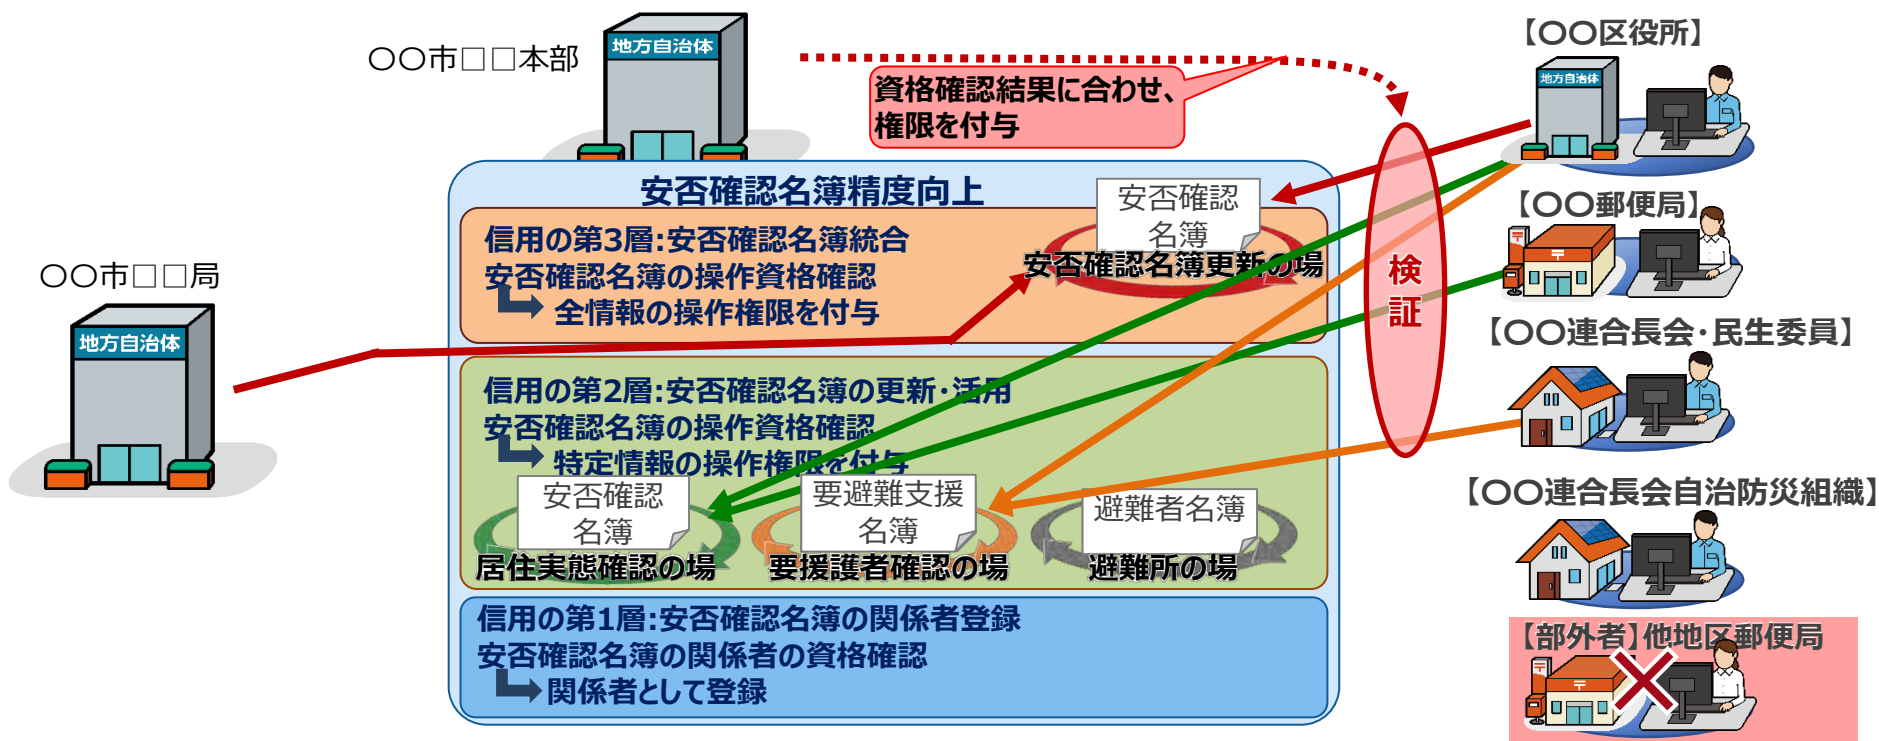 〇〇市□□本部
地方自治体
資格確認結果に合わせ、
権限を付与
【〇〇区役所】
地方自治体
安否確認名簿精度向上
信用の第3層:安否確認名簿統合
安否確認名簿の操作資格確認
全情報の操作権限を付与
安否確認
名簿
安否確認名簿更新の場
検
証
【〇〇郵便局】
〇〇市□□局
地方自治体
【〇〇連合長会・民生委員】
信用の第2層:安否確認名簿の更新・活用
安否確認名簿の操作資格確認
特定情報の操作権限を付与
安否確認
名簿
居住実態確認の場
要避難支援
名簿
要援護者確認の場
避難者名簿
避難所の場
【〇〇連合長会自治防災組織】
信用の第1層:安否確認名簿の関係者登録
安否確認名簿の関係者の資格確認
関係者として登録
【部外者】他地区郵便局